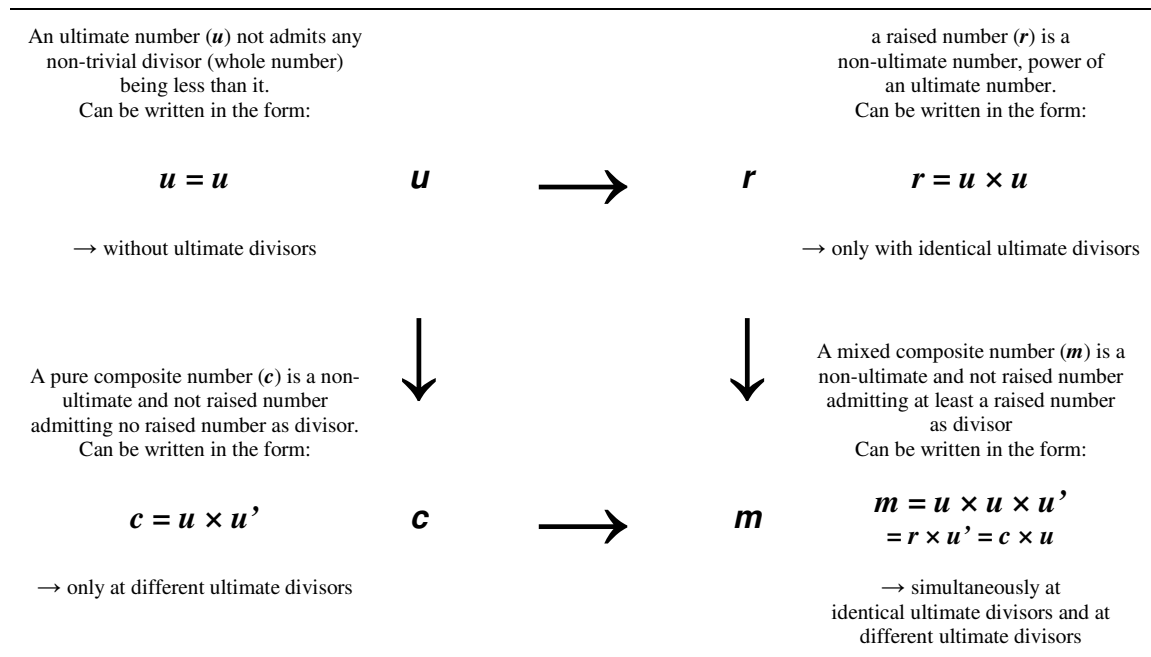 An ultimate number (u) not admits any
non-trivial divisor (whole number)
being less than it.
Can be written in the form:
a raised number (r) is a
non-ultimate number, power of
an ultimate number.
Can be written in the form:
u = u
u
→
r
r = u × u
→ without ultimate divisors
→ only with identical ultimate divisors
↓
↓
A pure composite number (c) is a non-
ultimate and not raised number
admitting no raised number as divisor.
Can be written in the form:
A mixed composite number (m) is a
non-ultimate and not raised number
admitting at least a raised number
as divisor
Can be written in the form:
c = u × u’
c
→
m
m = u × u × u’
= r × u’ = c × u
→ only at different ultimate divisors
→ simultaneously at
identical ultimate divisors and at
different ultimate divisors